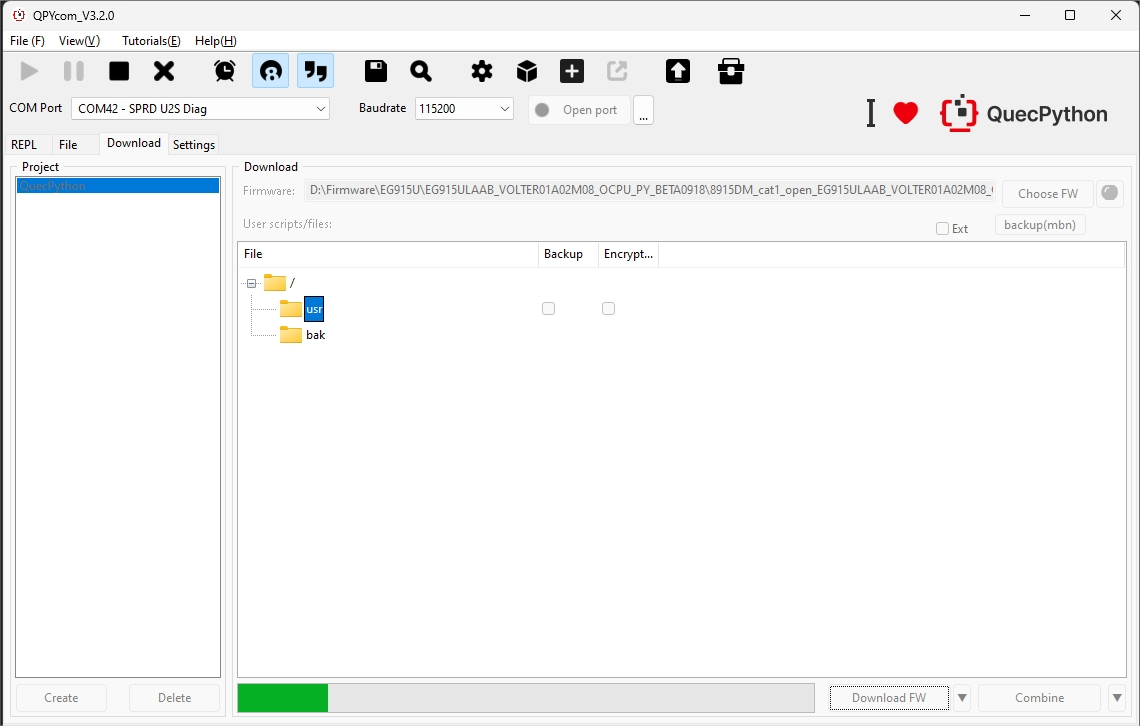 QPYcom_V3.2.0
File (F) View(V) Tutorials(E) Help(H)
COM Port COM42 - SPRD U2S Diag Baudrate 115200 Open port ...
QuecPython
REPL File Download Settings
Project
QuecPython
Download
Firmware: D:\Firmware\EG915U\EG915ULAAB_VOLTER01A02M08_OCPU_PY_BETA0918\8915DM_cat1_open_EG915ULAAB_VOLTER01A02M08_ Choose FW
User scripts/files: Ext backup(mbn)
File Backup Encrypt...
/
usr
bak
Create Delete Download FW Combine